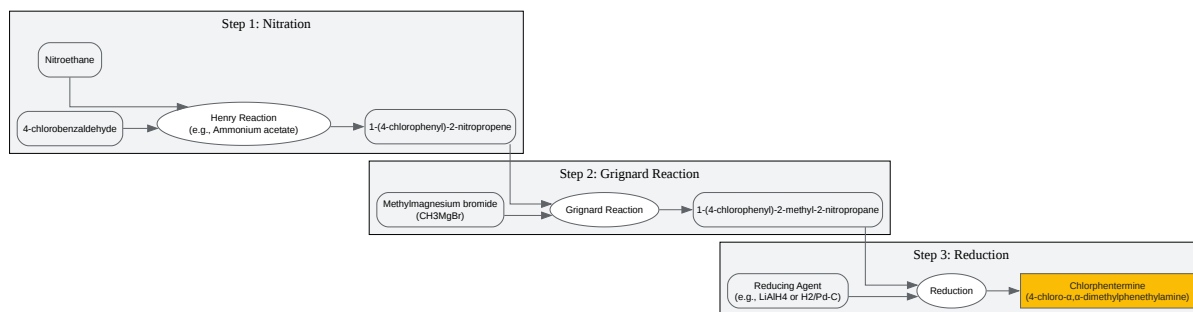 Step 1: Nitration
Nitroethane
4-chlorobenzaldehyde
Henry Reaction
(e.g., Ammonium acetate)
1-(4-chlorophenyl)-2-nitropropene
Step 2: Grignard Reaction
Methylmagnesium bromide
(CH3MgBr)
Grignard Reaction
1-(4-chlorophenyl)-2-methyl-2-nitropropane
Step 3: Reduction
Reducing Agent
(e.g., LiAlH4 or H2/Pd-C)
Reduction
Chlorphentermine
(4-chloro-α,α-dimethylphenethylamine)